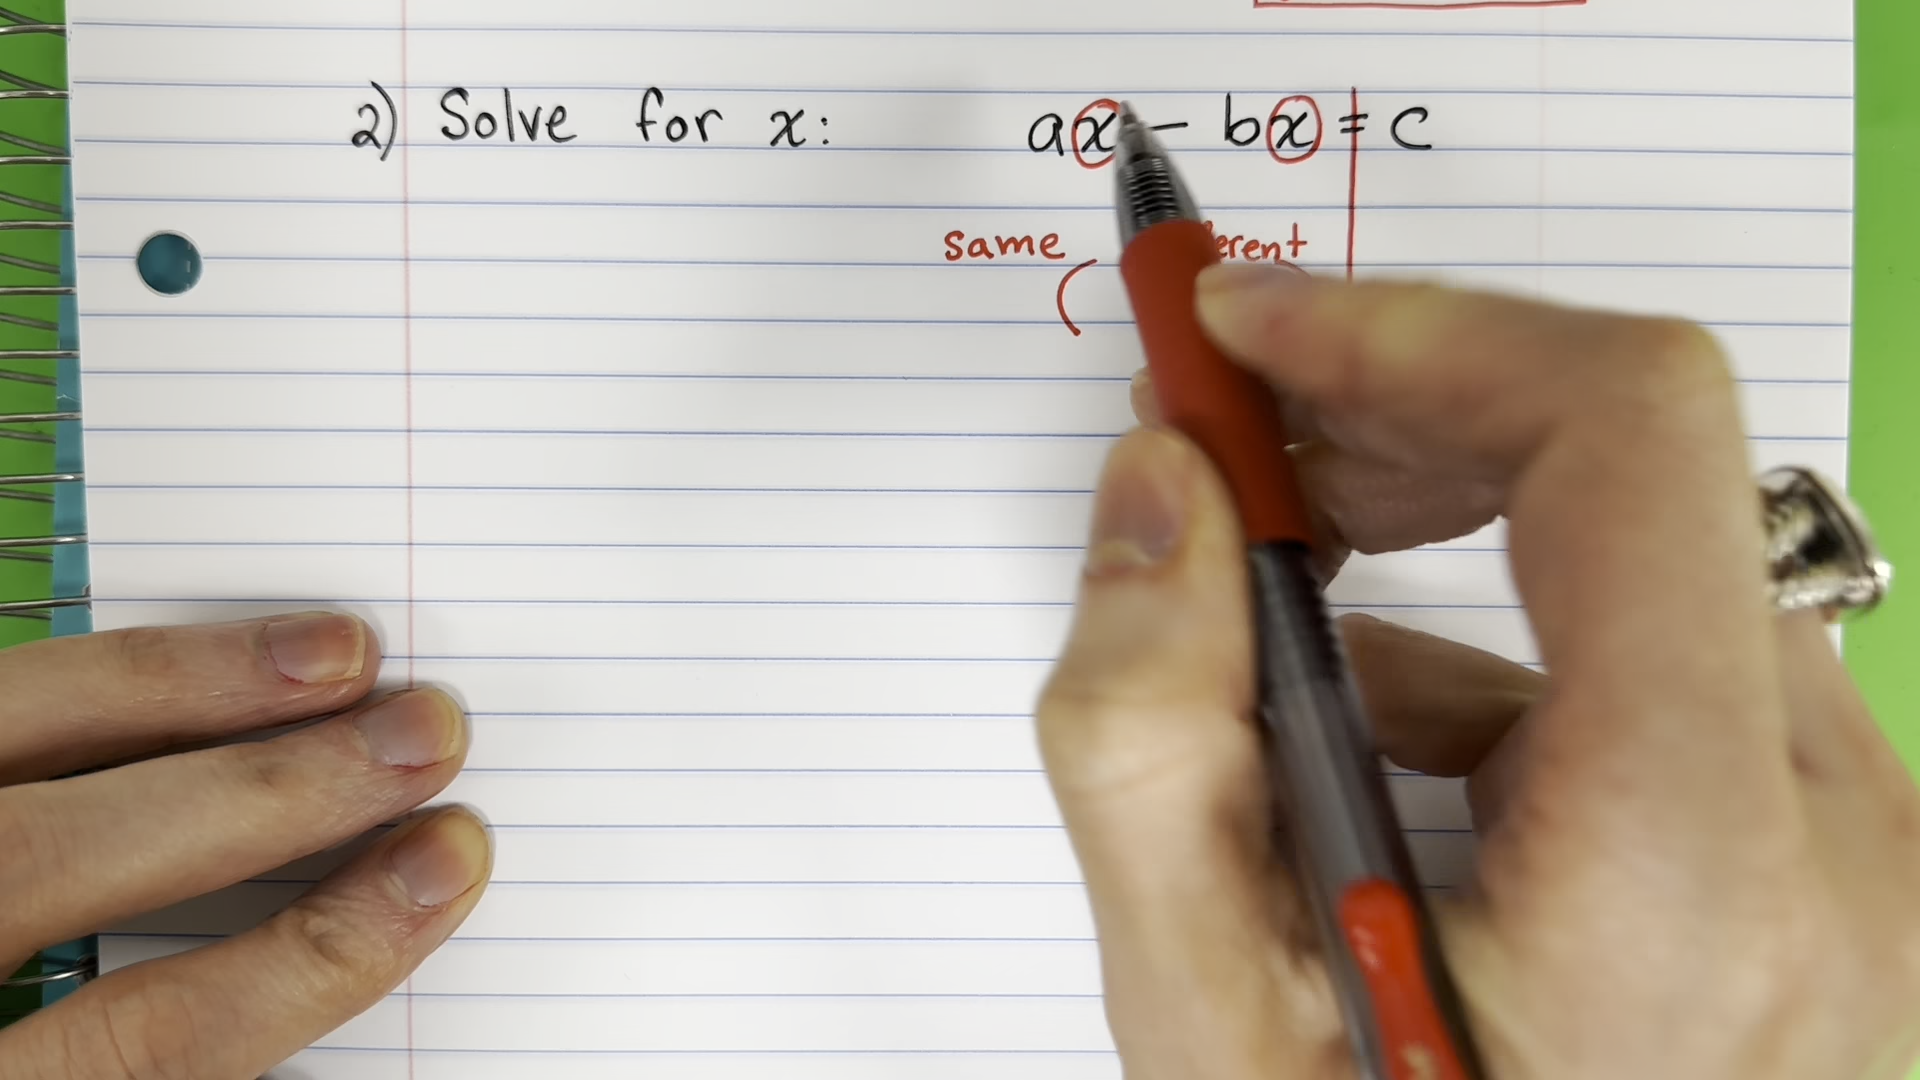 2) Solve for x: ax - bx = c
same
(